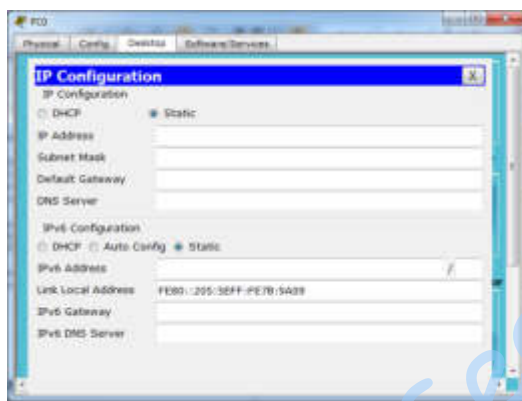 PC0
Physical Config Desktop Software/Services
IP Configuration X
IP Configuration
DHCP Static
IP Address
Subnet Mask
Default Gateway
DNS Server
IPv6 Configuration
DHCP Auto Config Static
IPv6 Address /
Link Local Address FE80::205:5EFF:FE7B:5A09
IPv6 Gateway
IPv6 DNS Server